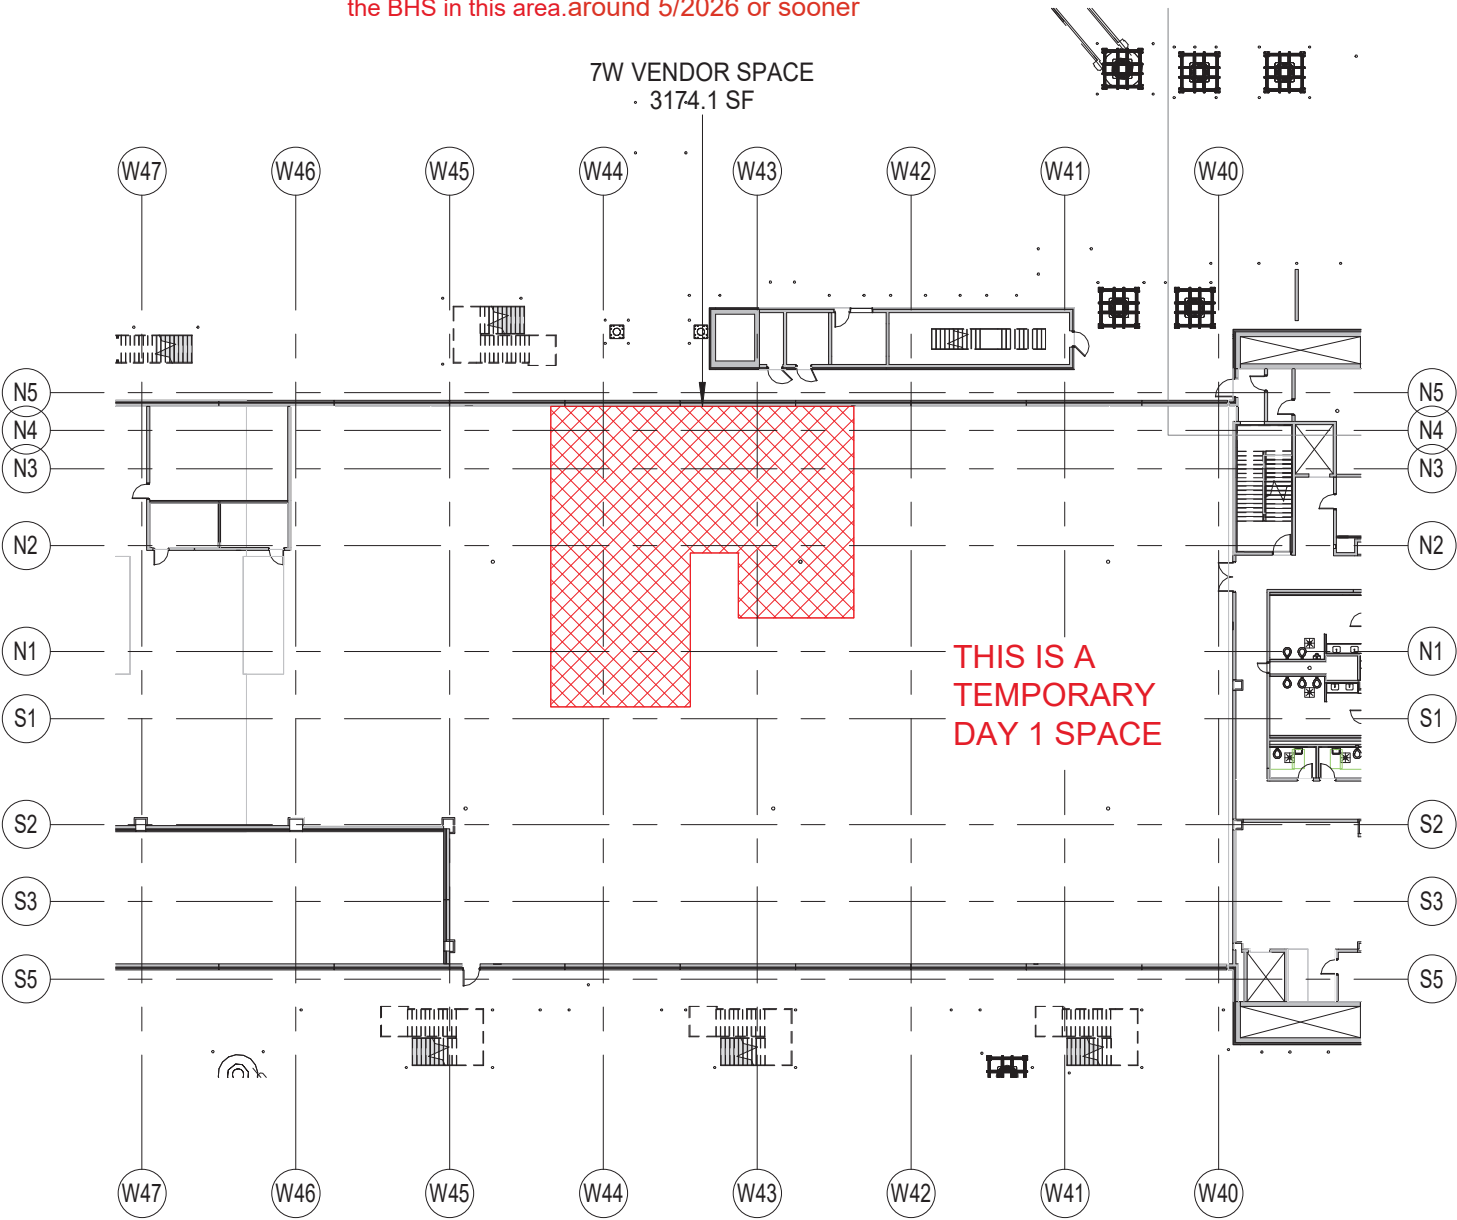 the BHS in this area.around 5/2026 or sooner
7W VENDOR SPACE
3174.1 SF
W47 W46 W45 W44 W43 W42 W41 W40
N5 N5
N4 N4
N3 N3
N2 N2
N1 N1
THIS IS A
TEMPORARY
DAY 1 SPACE
S1 S1
S2 S2
S3 S3
S5 S5
W47 W46 W45 W44 W43 W42 W41 W40